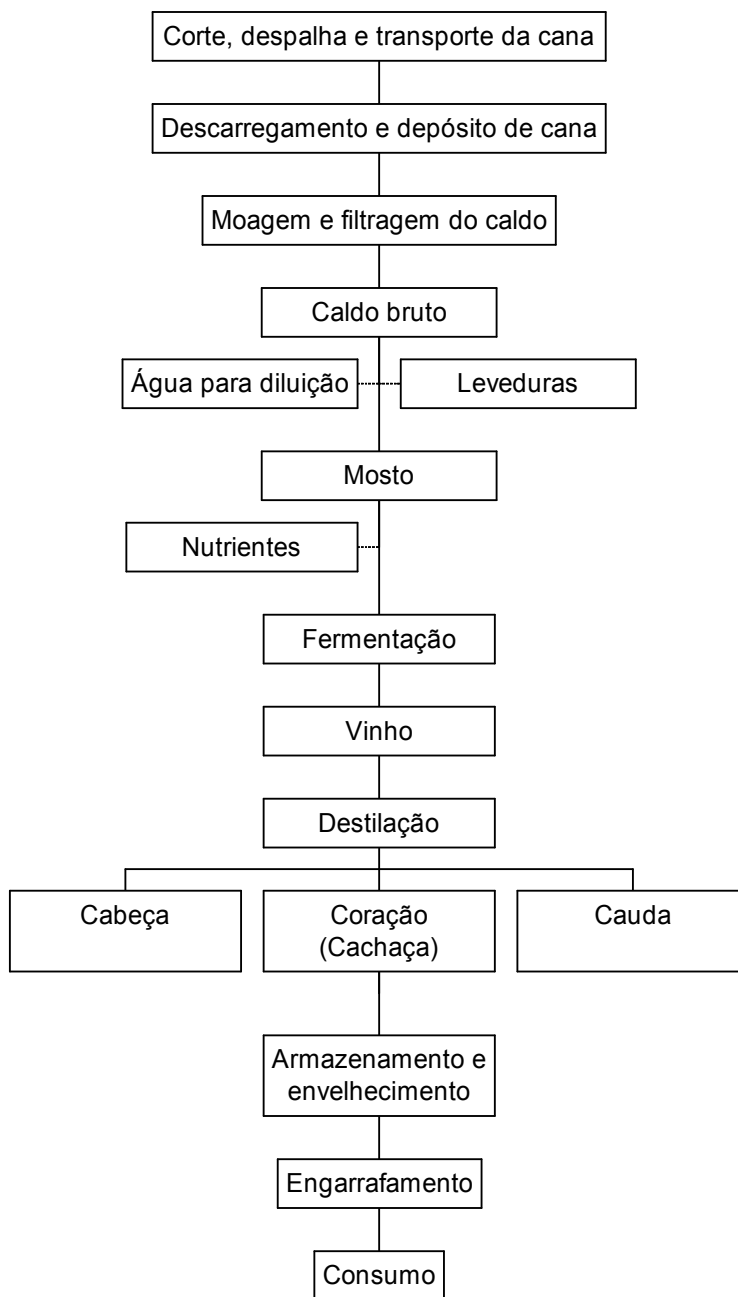 Corte, despalha e transporte da cana
Descarregamento e depósito de cana
Moagem e filtragem do caldo
Caldo bruto
Água para diluição
Leveduras
Mosto
Nutrientes
Fermentação
Vinho
Destilação
Cabeça
Coração
(Cachaça)
Cauda
Armazenamento e
envelhecimento
Engarrafamento
Consumo